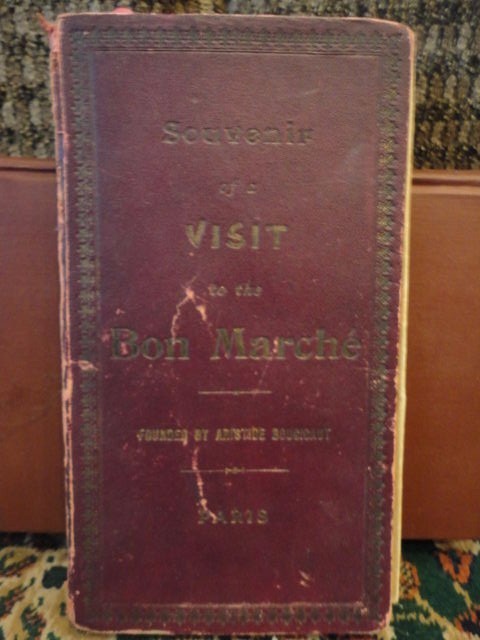 Souvenir
of a
VISIT
to the
Bon Marché
FOUNDED BY ARISTIDE BOUCICAUT
PARIS